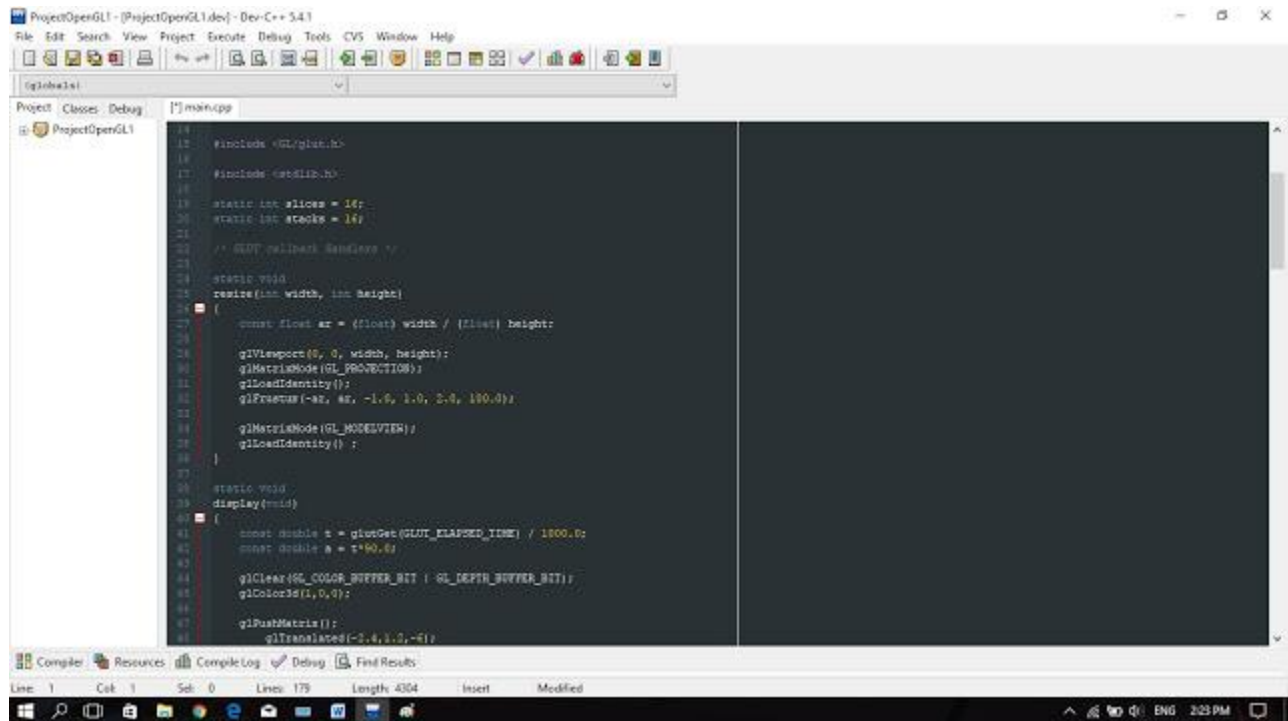 ProjectOpenGL1 - [ProjectOpenGL1.dev] - Dev-C++ 5.4.1
File Edit Search View Project Execute Debug Tools CVS Window Help
(globals)
Project Classes Debug [*] main.cpp
ProjectOpenGL1
14
15 #include <GL/glut.h>
16
17 #include <stdlib.h>
18
19 static int slices = 16;
20 static int stacks = 16;
21
22 /* GLUT callback Handlers */
23
24 static void
25 resize(int width, int height)
26 {
27 const float ar = (float) width / (float) height;
28
29 glViewport(0, 0, width, height);
30 glMatrixMode(GL_PROJECTION);
31 glLoadIdentity();
32 glFrustum(-ar, ar, -1.0, 1.0, 2.0, 100.0);
33
34 glMatrixMode(GL_MODELVIEW);
35 glLoadIdentity() ;
36 }
37
38 static void
39 display(void)
40 {
41 const double t = glutGet(GLUT_ELAPSED_TIME) / 1000.0;
42 const double a = t*90.0;
43
44 glClear(GL_COLOR_BUFFER_BIT | GL_DEPTH_BUFFER_BIT);
45 glColor3d(1,0,0);
46
47 glPushMatrix();
48 glTranslated(-2.4,1.2,-6);
Compiler Resources Compile Log Debug Find Results
Line: 1 Col: 1 Sel: 0 Lines: 179 Length: 4304 Insert Modified
ENG 2:23 PM